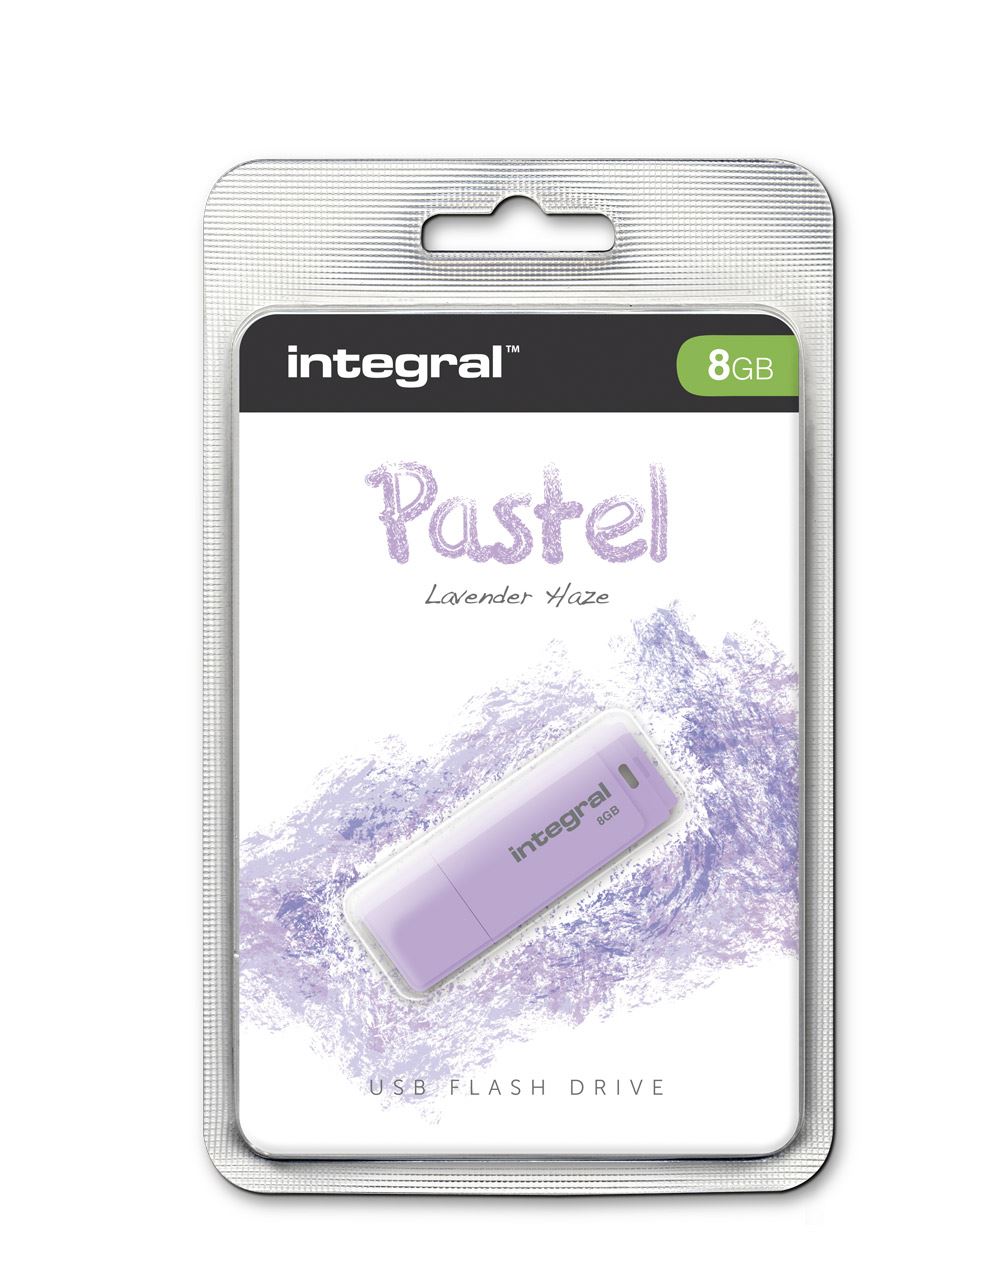 integral™
8GB
Pastel
Lavender Haze
integral
8GB
USB FLASH DRIVE